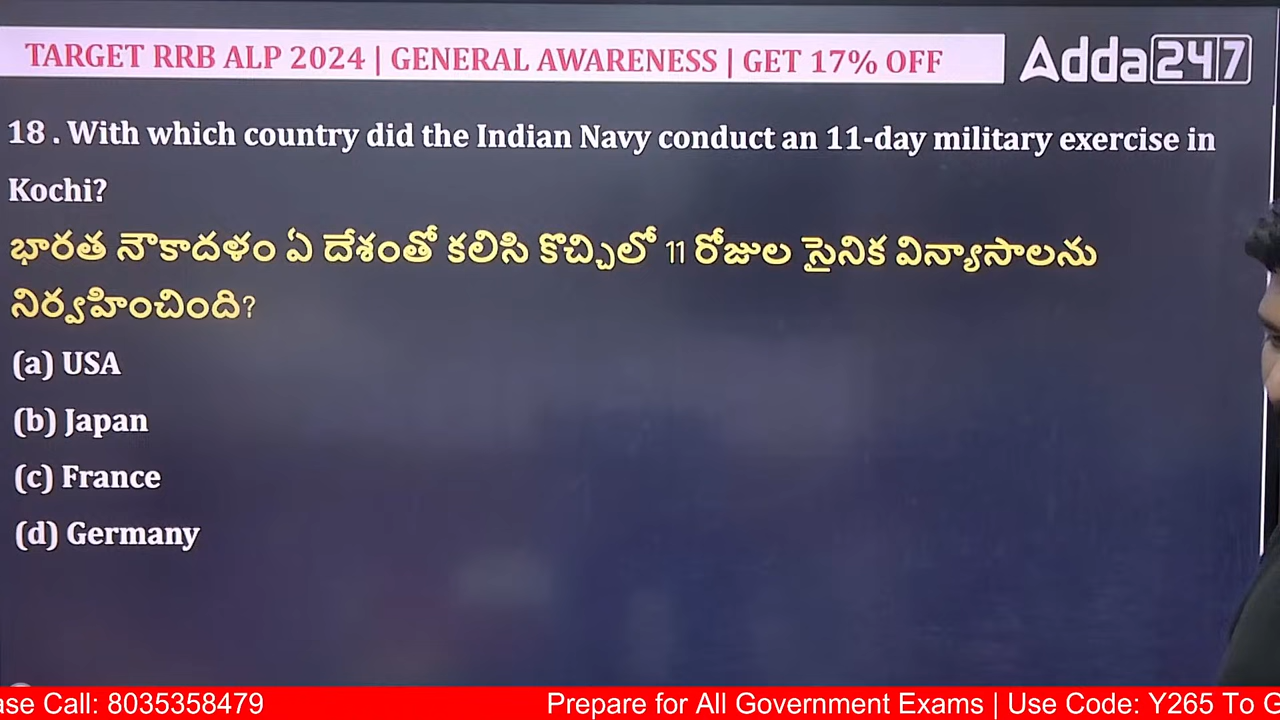 TARGET RRB ALP 2024 | GENERAL AWARENESS | GET 17% OFF
Adda247
18 . With which country did the Indian Navy conduct an 11-day military exercise in
Kochi?
భారత నౌకాదళం ఏ దేశంతో కలిసి కొచ్చిలో 11 రోజుల సైనిక విన్యాసాలను
నిర్వహించింది?
(a) USA
(b) Japan
(c) France
(d) Germany
Call: 8035358479
Prepare for All Government Exams | Use Code: Y265 To